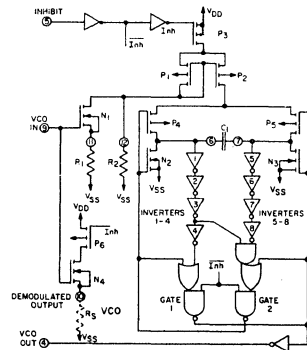 INHIBIT
5
Inh
Inh
VDD
P3
P1
P2
VCO
IN 9
N1
11
12
R1
R2
VSS
VSS
P4
P5
6
C1
7
N2
N3
VSS
VSS
1
2
3
4
5
6
7
8
INVERTERS
1-4
INVERTERS
5-8
VDD
P6
Inh
N4
DEMODULATED
OUTPUT
10
VCO
RS
VSS
Inh
GATE
1
GATE
2
VCO
OUT 4